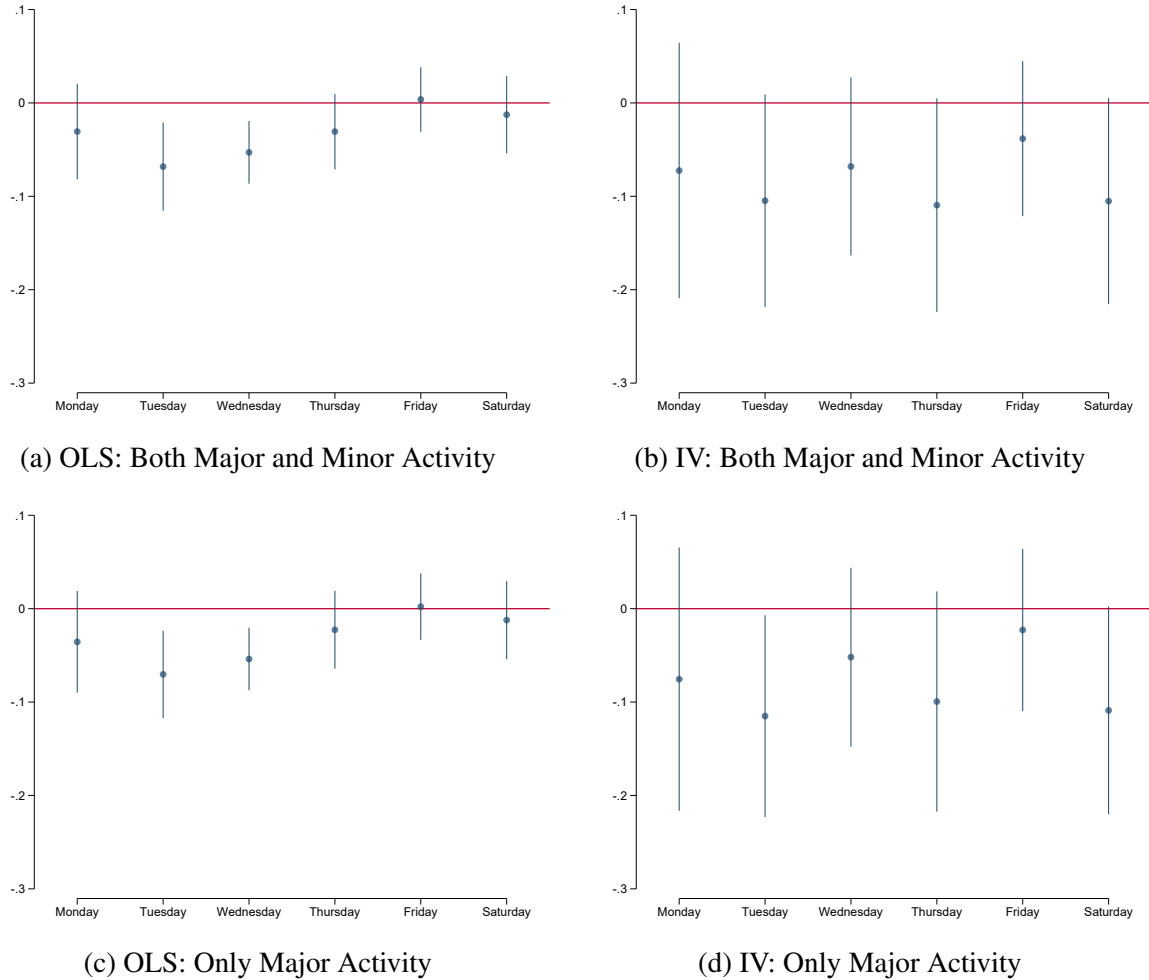 .1
0
-.1
-.2
-.3
Monday Tuesday Wednesday Thursday Friday Saturday
(a) OLS: Both Major and Minor Activity
.1
0
-.1
-.2
-.3
Monday Tuesday Wednesday Thursday Friday Saturday
(b) IV: Both Major and Minor Activity
.1
0
-.1
-.2
-.3
Monday Tuesday Wednesday Thursday Friday Saturday
(c) OLS: Only Major Activity
.1
0
-.1
-.2
-.3
Monday Tuesday Wednesday Thursday Friday Saturday
(d) IV: Only Major Activity